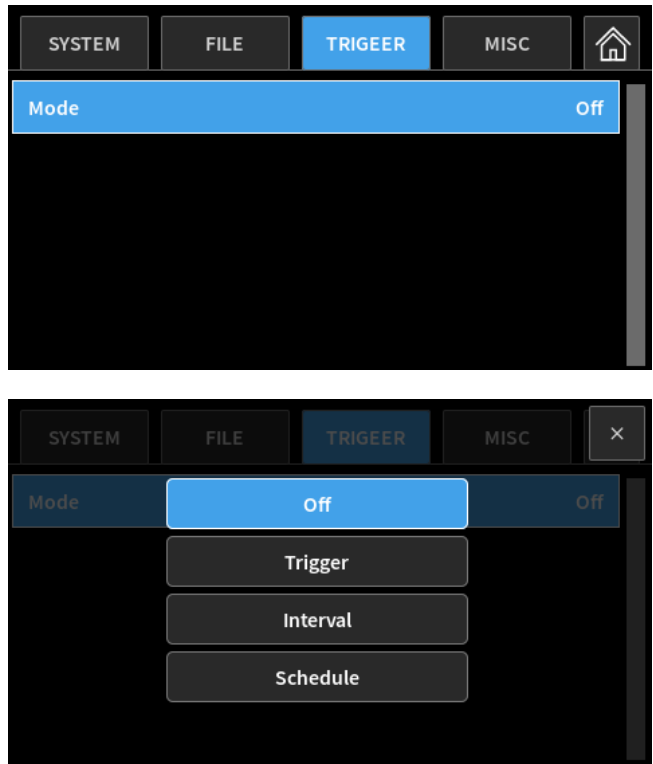 SYSTEM FILE TRIGEER MISC
Mode Off
SYSTEM FILE TRIGEER MISC ×
Mode Off Off
Trigger
Interval
Schedule